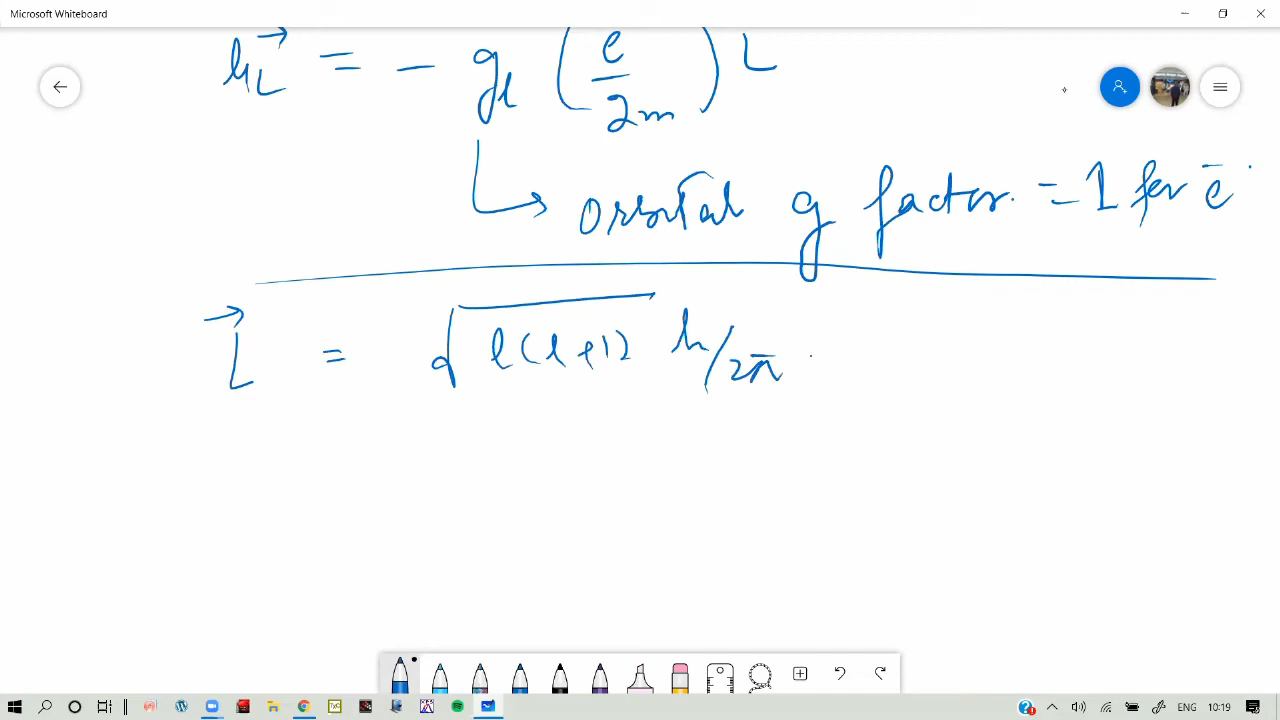 Microsoft Whiteboard
μ⃗L = - gl (e/2m) L
↳ orbital g factor. = 1 for e̅
L⃗ = √l(l+1) h/2π
ENG 10:19